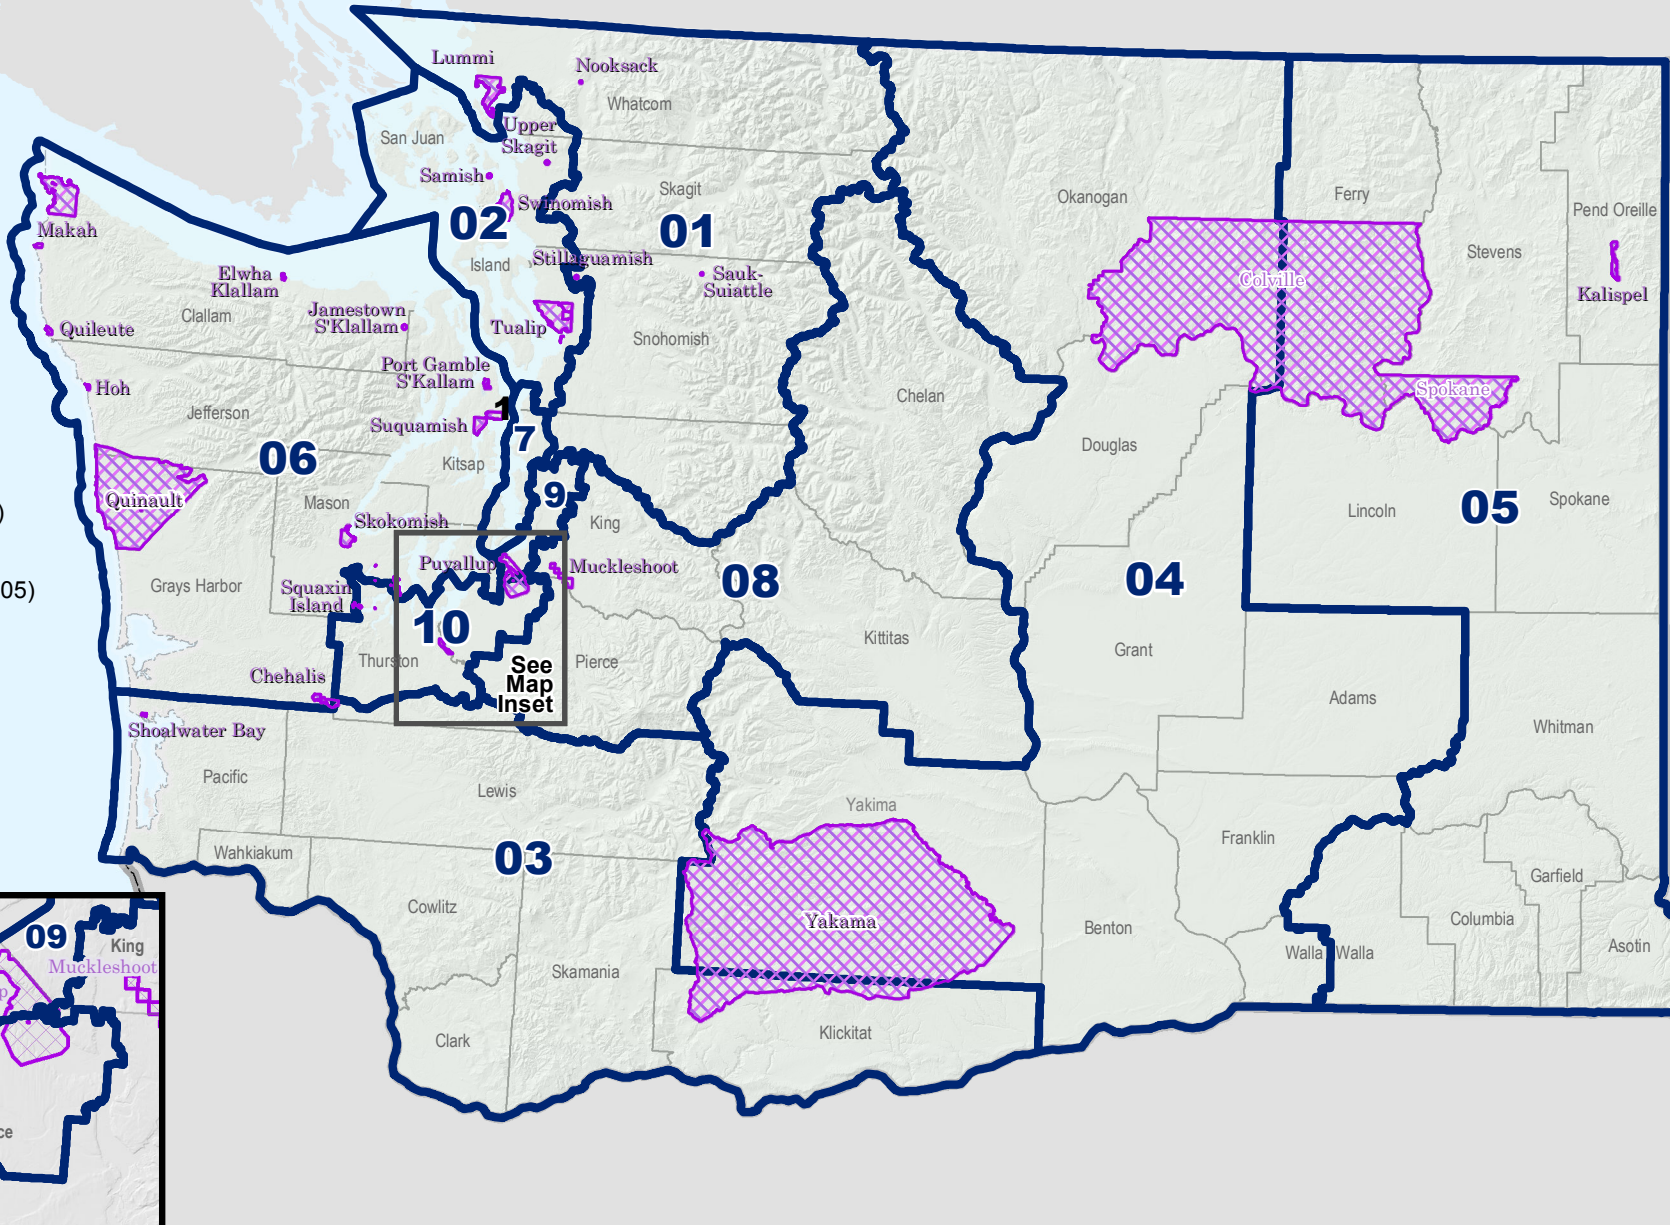 Lummi
Nooksack
Whatcom
San Juan
Upper
Skagit
Samish
Skagit
Swinomish
02
01
Makah
Island
Stillaguamish
Sauk-
Suiattle
Elwha
Klallam
Clallam
Jamestown
S'Klallam
Tualip
Snohomish
Quileute
Port Gamble
S'Kallam
Hoh
Jefferson
Suquamish
1
7
06
Kitsap
9
King
Quinault
Mason
Skokomish
)
05)
Grays Harbor
Puyallup
Muckleshoot
Squaxin
Island
10
Thurston
See
Map
Inset
Pierce
Chehalis
Shoalwater Bay
Okanogan
Ferry
Pend Oreille
Stevens
Colville
Kalispel
Spokane
Chelan
Douglas
Lincoln
05
Spokane
08
04
Kittitas
Grant
Adams
Whitman
Pacific
Lewis
Yakima
Franklin
Wahkiakum
03
Garfield
Cowlitz
Yakama
Benton
Columbia
Walla
Walla
Asotin
Skamania
Clark
Klickitat
09
King
Muckleshoot
p
ce